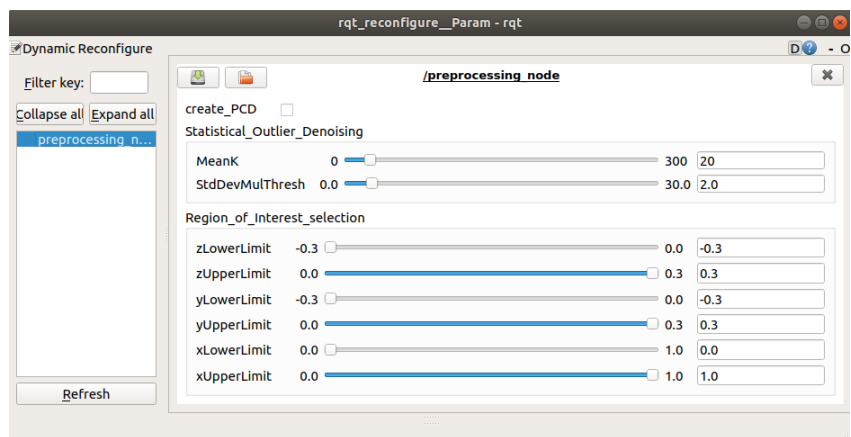 rqt_reconfigure__Param - rqt
Dynamic Reconfigure
D - O
Filter key:
Collapse all Expand all
preprocessing_n...
Refresh
/preprocessing_node
create_PCD
Statistical_Outlier_Denoising
MeanK 0 300 20
StdDevMulThresh 0.0 30.0 2.0
Region_of_Interest_selection
zLowerLimit -0.3 0.0 -0.3
zUpperLimit 0.0 0.3 0.3
yLowerLimit -0.3 0.0 -0.3
yUpperLimit 0.0 0.3 0.3
xLowerLimit 0.0 1.0 0.0
xUpperLimit 0.0 1.0 1.0